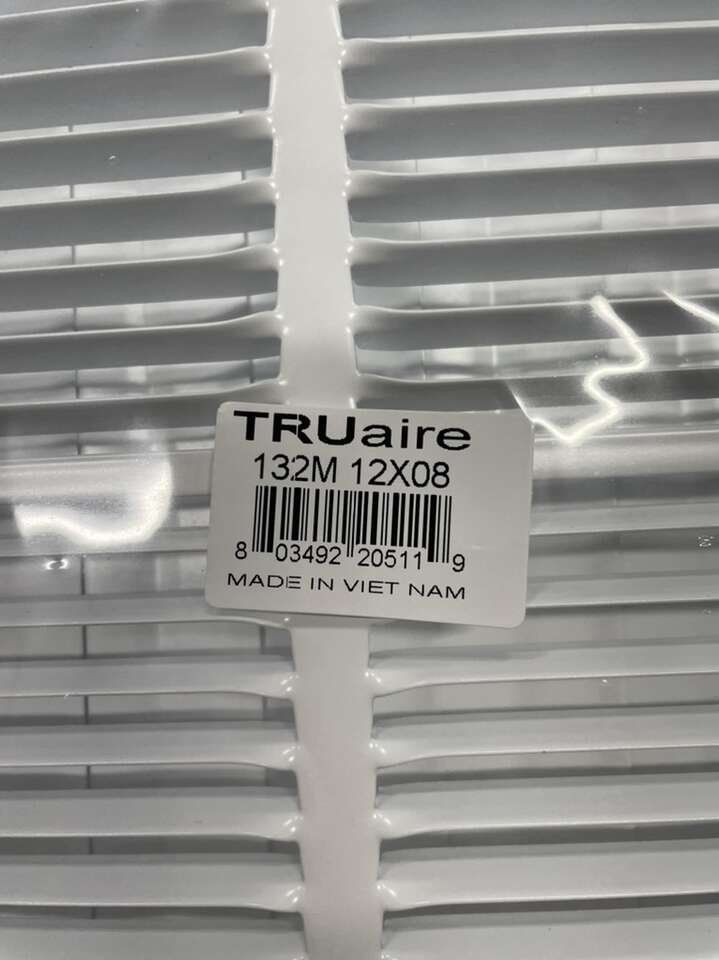 TRUaire
132M 12X08
8 03492 20511 9
MADE IN VIET NAM